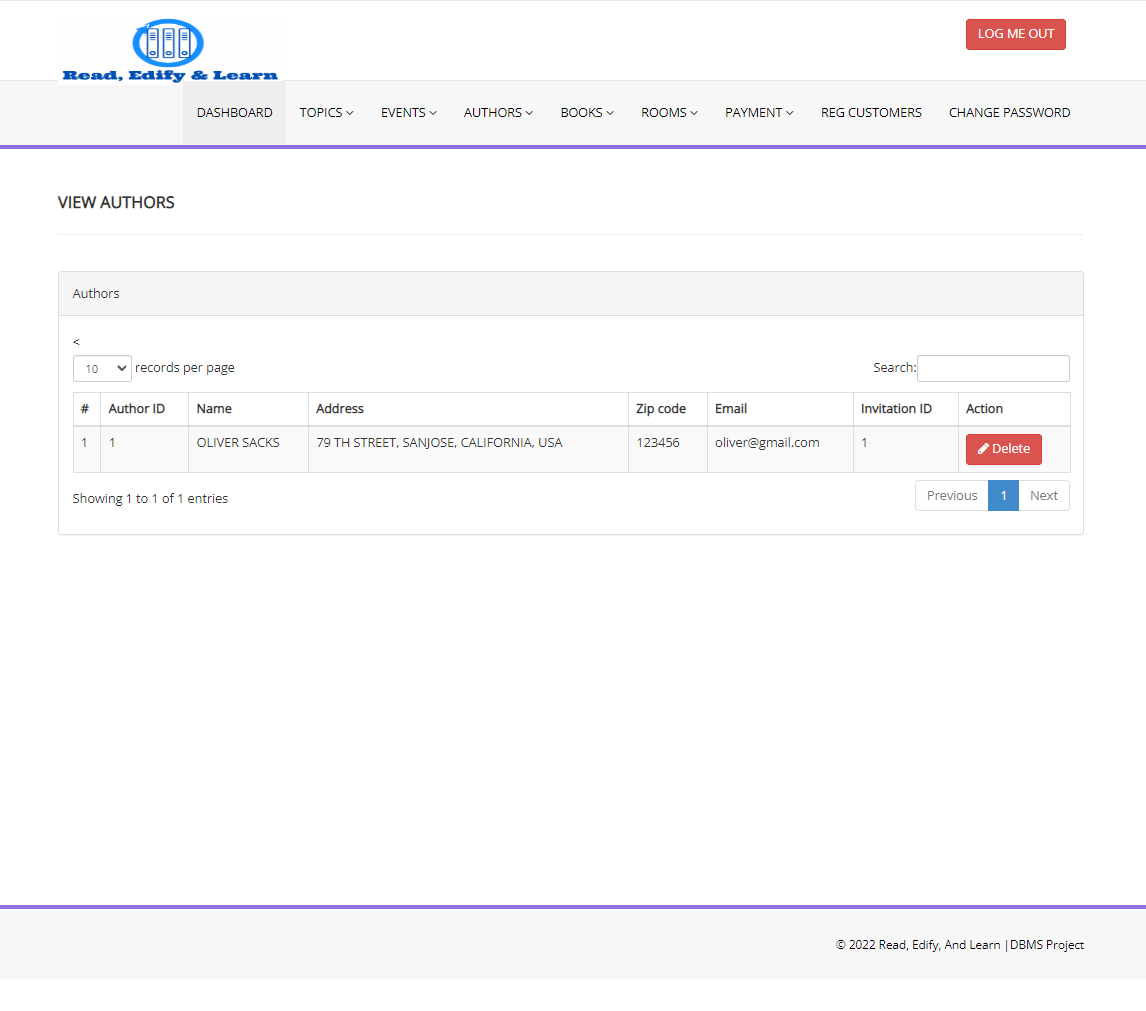 LOG ME OUT
Read, Edify & Learn
DASHBOARD TOPICS EVENTS AUTHORS BOOKS ROOMS PAYMENT REG CUSTOMERS CHANGE PASSWORD
VIEW AUTHORS
Authors
<
10 records per page Search:
# Author ID Name Address Zip code Email Invitation ID Action
1 1 OLIVER SACKS 79 TH STREET, SANJOSE, CALIFORNIA, USA 123456 oliver@gmail.com 1 Delete
Showing 1 to 1 of 1 entries Previous 1 Next
© 2022 Read, Edify, And Learn |DBMS Project